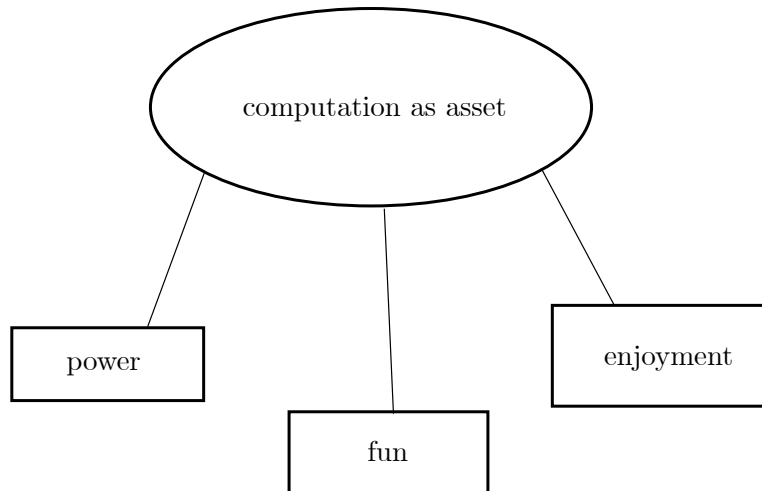 computation as asset
power
enjoyment
fun